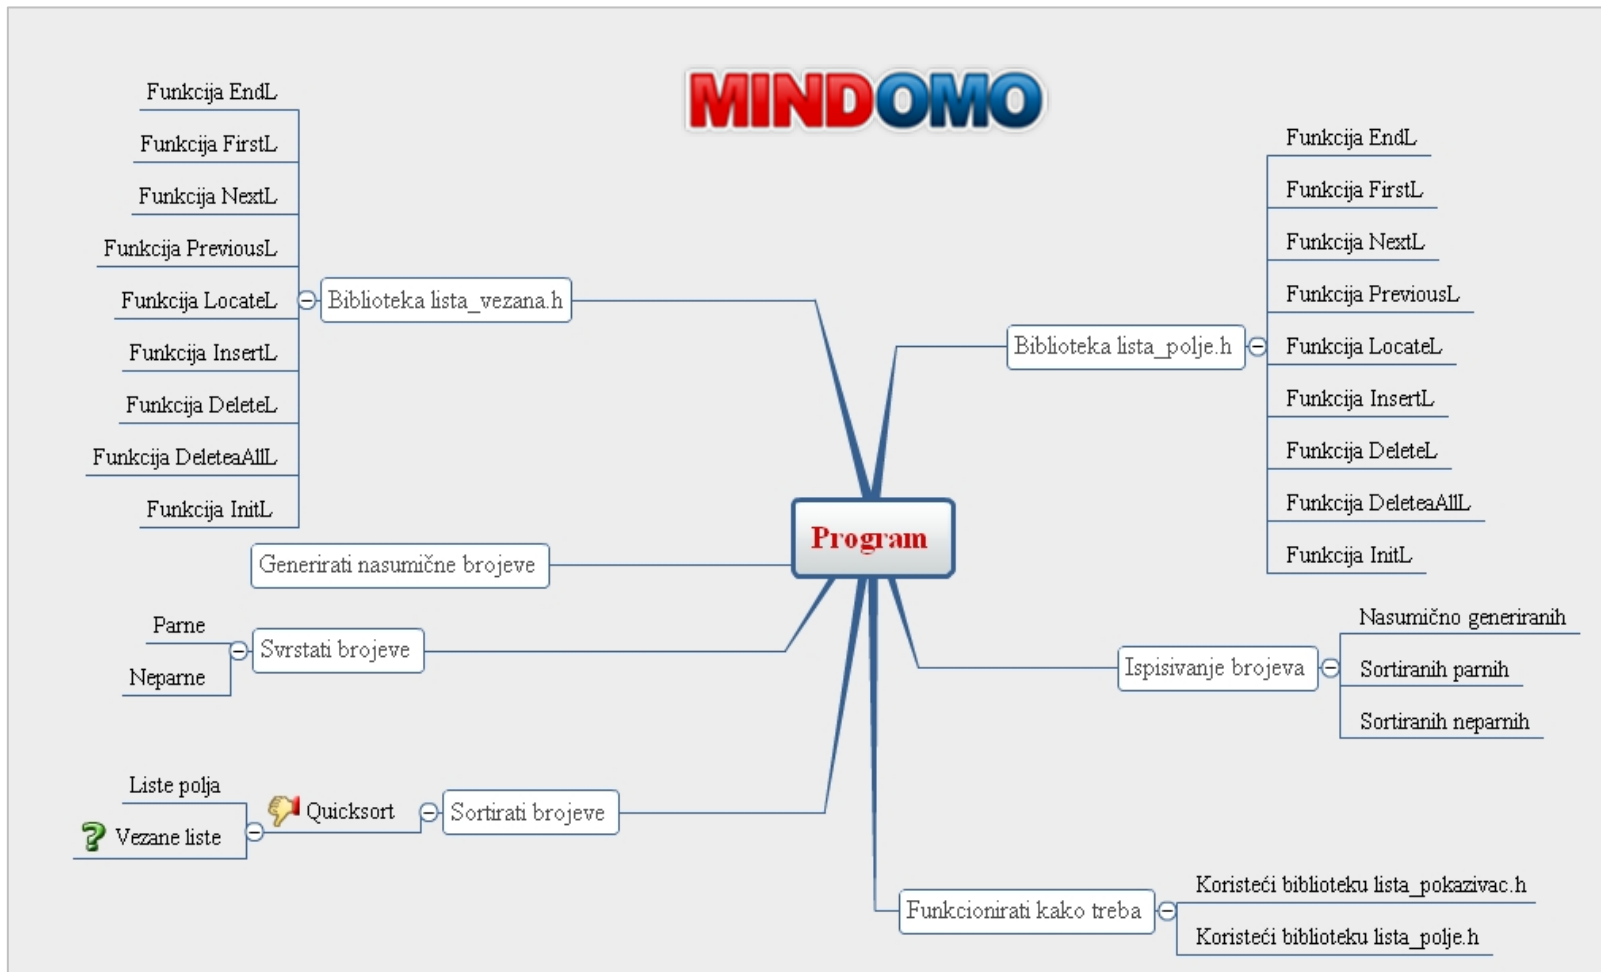 MINDOMO
Funkcija EndL
Funkcija FirstL
Funkcija NextL
Funkcija PreviousL
Funkcija LocateL
Funkcija InsertL
Funkcija DeleteL
Funkcija DeleteaAllL
Funkcija InitL
Biblioteka lista_vezana.h
Funkcija EndL
Funkcija FirstL
Funkcija NextL
Funkcija PreviousL
Funkcija LocateL
Funkcija InsertL
Funkcija DeleteL
Funkcija DeleteaAllL
Funkcija InitL
Biblioteka lista_polje.h
Program
Generirati nasumične brojeve
Parne
Neparne
Svrstati brojeve
Nasumično generiranih
Sortiranih parnih
Sortiranih neparnih
Ispisivanje brojeva
Liste polja
? Vezane liste
Quicksort
Sortirati brojeve
Funkcionirati kako treba
Koristeći biblioteku lista_pokazivac.h
Koristeći biblioteku lista_polje.h